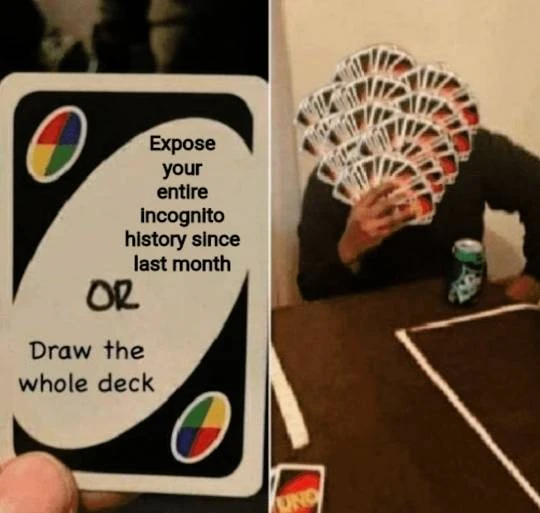 Expose
your
entire
incognito
history since
last month
OR
Draw the
whole deck
UNO